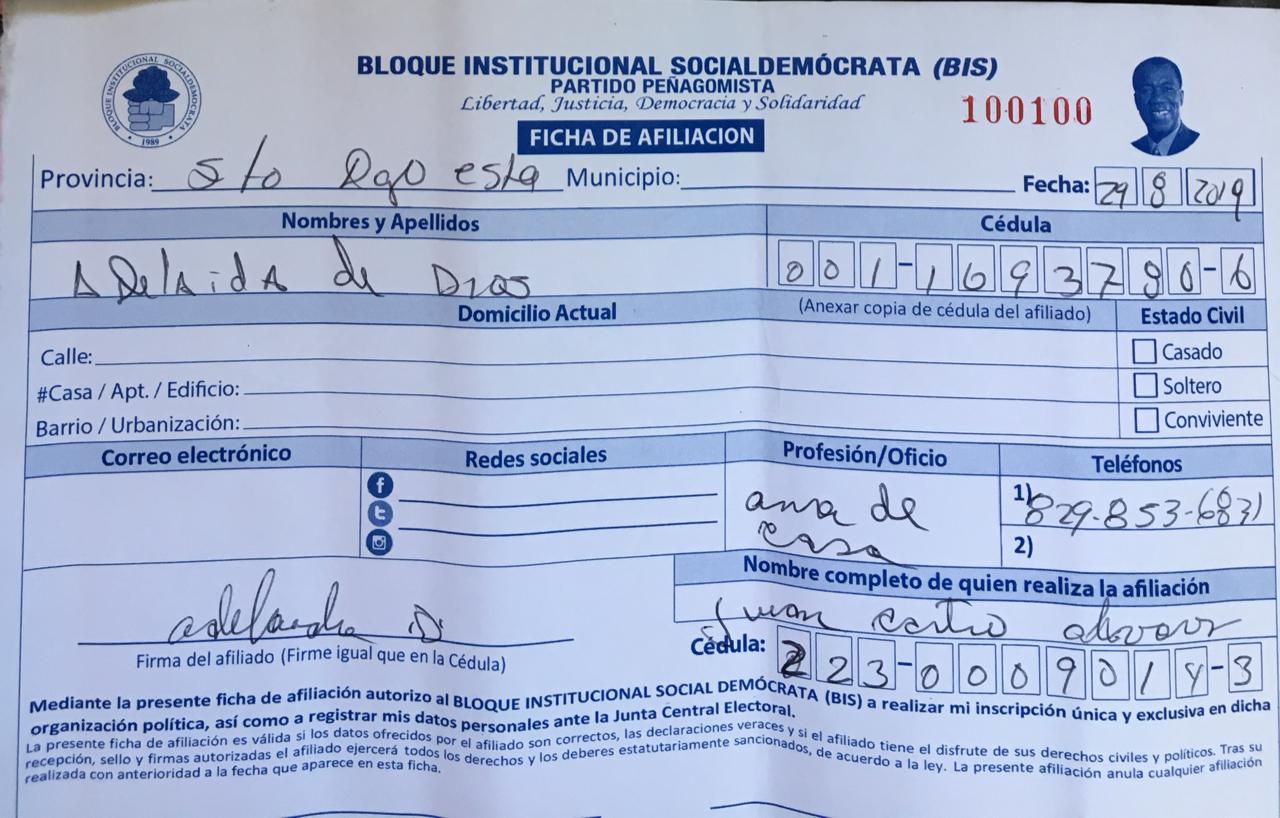 BLOQUE INSTITUCIONAL SOCIALDEMÓCRATA (BIS)
PARTIDO PEÑAGOMISTA
Libertad, Justicia, Democracia y Solidaridad
BLOQUE INSTITUCIONAL SOCIALDEMÓCRATA
1989
100100
FICHA DE AFILIACION
Provincia: Sto Dgo este Municipio: Fecha: 29 8 2019
Nombres y Apellidos Cédula
ADelAidA de Dios 001-1693780-6
Domicilio Actual (Anexar copia de cédula del afiliado) Estado Civil
Calle: Casado
#Casa / Apt. / Edificio: Soltero
Barrio / Urbanización: Conviviente
Correo electrónico Redes sociales Profesión/Oficio Teléfonos
ama de casa
1) 829-853-6831
2)
Nombre completo de quien realiza la afiliación
Juan castro
Cédula: 223-0009014-3
D
Firma del afiliado (Firme igual que en la Cédula)
Mediante la presente ficha de afiliación autorizo al BLOQUE INSTITUCIONAL SOCIAL DEMÓCRATA (BIS) a realizar mi inscripción única y exclusiva en dicha
organización política, así como a registrar mis datos personales ante la Junta Central Electoral.
La presente ficha de afiliación es válida si los datos ofrecidos por el afiliado son correctos, las declaraciones veraces y si el afiliado tiene el disfrute de sus derechos civiles y políticos. Tras su
recepción, sello y firmas autorizadas el afiliado ejercerá todos los derechos y los deberes estatutariamente sancionados, de acuerdo a la ley. La presente afiliación anula cualquier afiliación
realizada con anterioridad a la fecha que aparece en esta ficha.